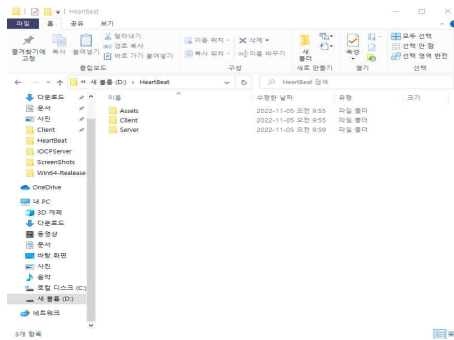 HeartBeat
파일 홈 공유 보기
즐겨찾기에 고정
복사
붙여넣기
잘라내기
경로 복사
바로 가기 붙여넣기
클립보드
이동 위치
복사 위치
삭제
이름 바꾸기
구성
새 폴더
새로 만들기
속성
열기
모두 선택
선택 안 함
선택 영역 반전
선택
« 새 볼륨 (D:) › HeartBeat
HeartBeat 검색
이름 수정한 날짜 유형 크기
Assets 2022-11-05 오전 9:55 파일 폴더
Client 2022-11-05 오전 9:55 파일 폴더
Server 2022-11-05 오전 9:59 파일 폴더
다운로드
문서
사진
Client
HeartBeat
IOCPServer
ScreenShots
Win64-Realease
OneDrive
내 PC
3D 개체
다운로드
동영상
문서
바탕 화면
사진
음악
로컬 디스크 (C:)
새 볼륨 (D:)
네트워크
3개 항목